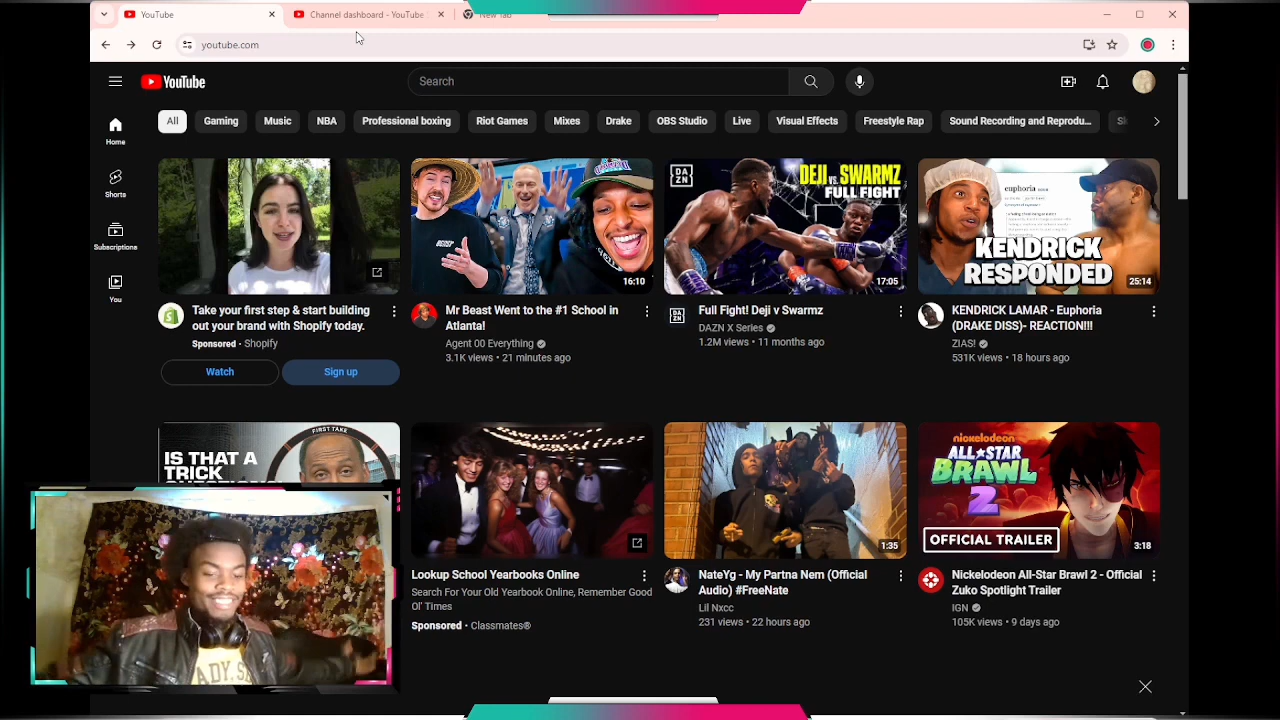 YouTube
Channel dashboard - YouTube
New Tab
youtube.com
YouTube
Search
Home
Shorts
Subscriptions
You
All
Gaming
Music
NBA
Professional boxing
Riot Games
Mixes
Drake
OBS Studio
Live
Visual Effects
Freestyle Rap
Sound Recording and Reprodu...
Sk
Take your first step & start building
out your brand with Shopify today.
Sponsored · Shopify
Watch
Sign up
16:10
Mr Beast Went to the #1 School in
Atlanta!
Agent 00 Everything
3.1K views · 21 minutes ago
DAZN
DEJI VS. SWARMZ
FULL FIGHT
17:05
Full Fight! Deji v Swarmz
DAZN X Series
1.2M views · 11 months ago
euphoria
KENDRICK
RESPONDED
25:14
KENDRICK LAMAR - Euphoria
(DRAKE DISS)- REACTION!!!
ZIAS!
531K views · 18 hours ago
IS THAT A
TRICK
FIRST TAKE
ADY.S
Lookup School Yearbooks Online
Search For Your Old Yearbook Online, Remember Good
Ol' Times
Sponsored · Classmates®
1:35
NateYg - My Partna Nem (Official
Audio) #FreeNate
Lil Nxcc
231 views · 22 hours ago
nickelodeon
ALL★STAR
BRAWL
2
OFFICIAL TRAILER
3:18
Nickelodeon All-Star Brawl 2 - Official
Zuko Spotlight Trailer
IGN
105K views · 9 days ago